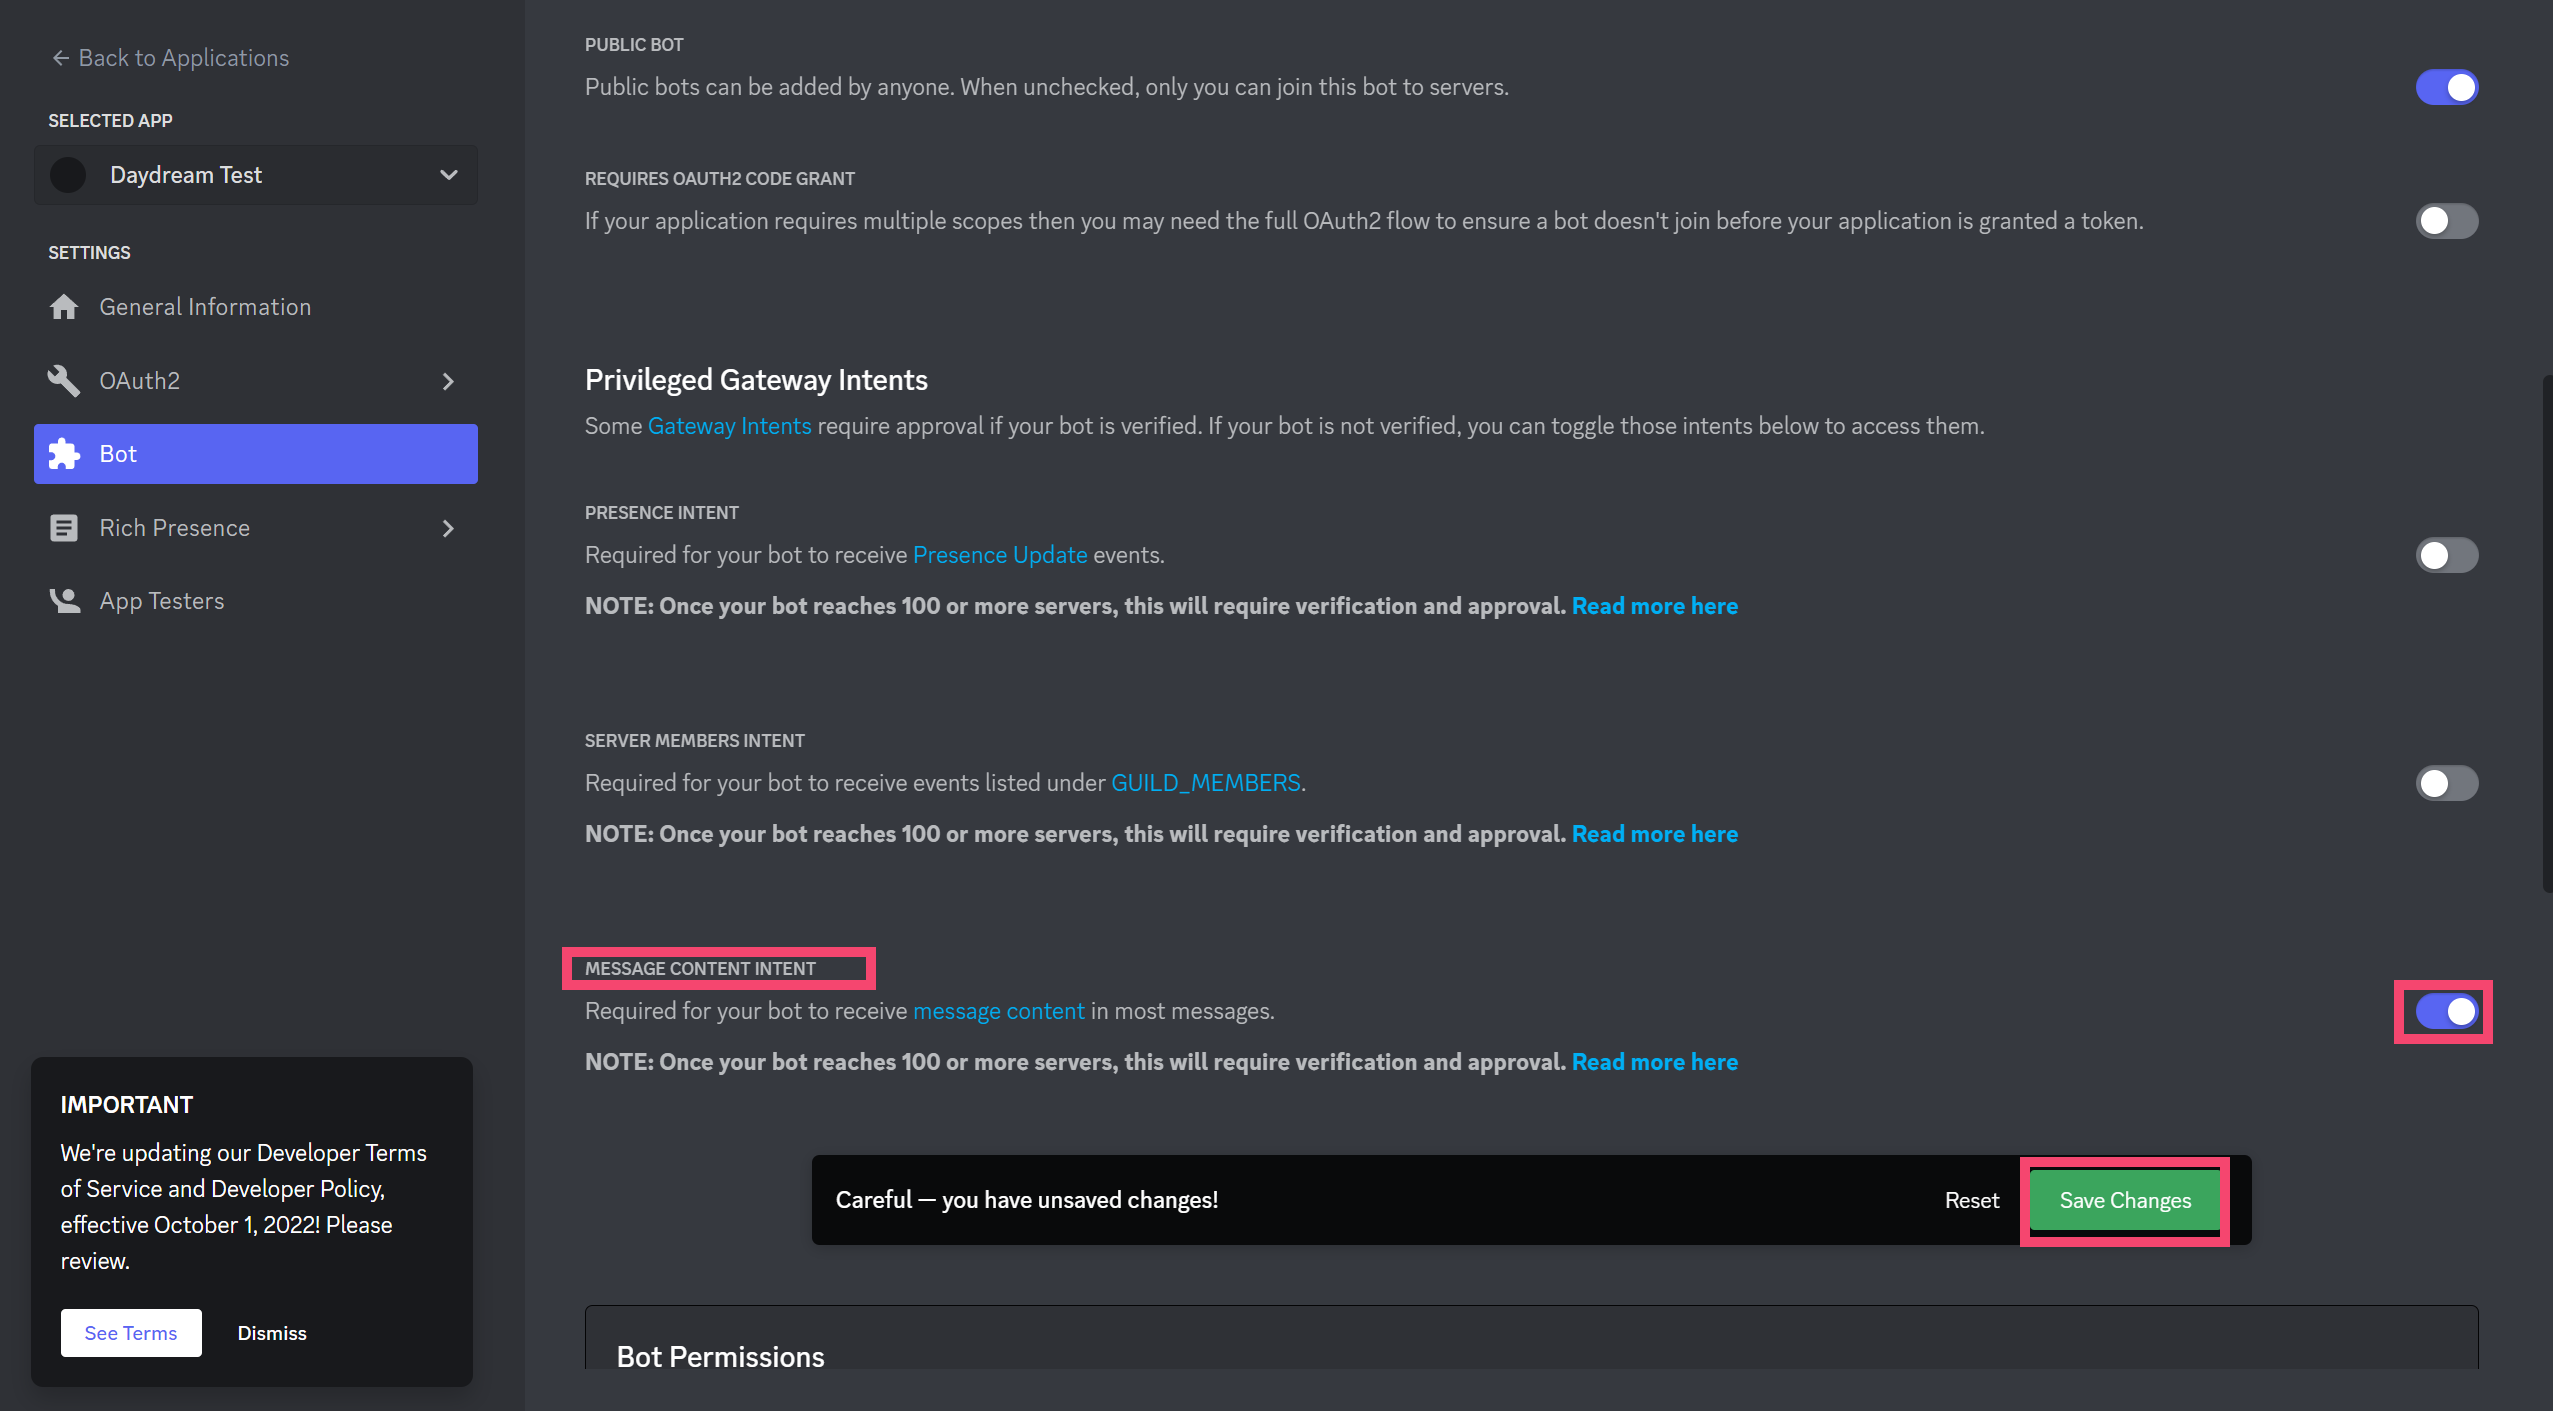 Back to Applications
SELECTED APP
Daydream Test
SETTINGS
General Information
OAuth2
Bot
Rich Presence
App Testers
IMPORTANT
We're updating our Developer Terms
of Service and Developer Policy,
effective October 1, 2022! Please
review.
See Terms
Dismiss
PUBLIC BOT
Public bots can be added by anyone. When unchecked, only you can join this bot to servers.
REQUIRES OAUTH2 CODE GRANT
If your application requires multiple scopes then you may need the full OAuth2 flow to ensure a bot doesn't join before your application is granted a token.
Privileged Gateway Intents
Some Gateway Intents require approval if your bot is verified. If your bot is not verified, you can toggle those intents below to access them.
PRESENCE INTENT
Required for your bot to receive Presence Update events.
NOTE: Once your bot reaches 100 or more servers, this will require verification and approval. Read more here
SERVER MEMBERS INTENT
Required for your bot to receive events listed under GUILD_MEMBERS.
NOTE: Once your bot reaches 100 or more servers, this will require verification and approval. Read more here
MESSAGE CONTENT INTENT
Required for your bot to receive message content in most messages.
NOTE: Once your bot reaches 100 or more servers, this will require verification and approval. Read more here
Careful — you have unsaved changes!
Reset
Save Changes
Bot Permissions